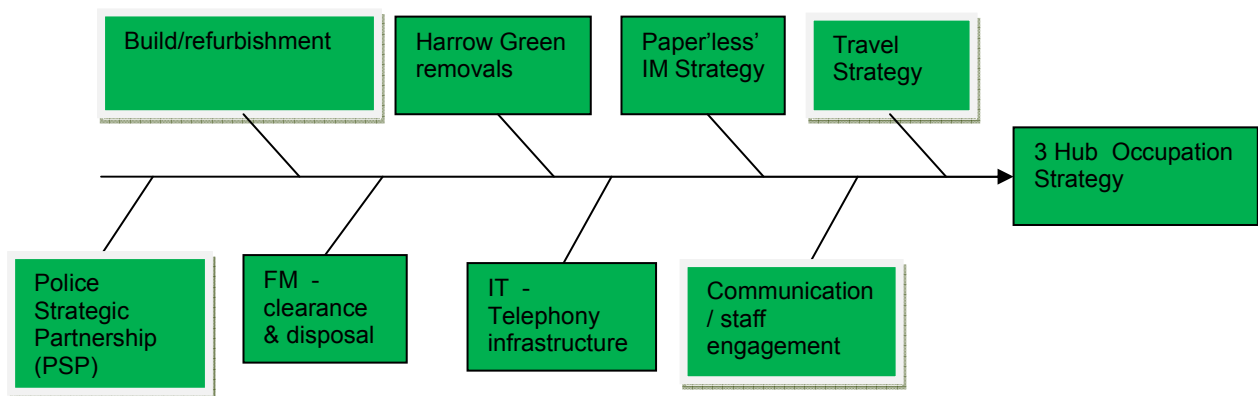 Build/refurbishment
Harrow Green
removals
Paper’less’
IM Strategy
Travel
Strategy
3 Hub Occupation
Strategy
Police
Strategic
Partnership
(PSP)
FM -
clearance
& disposal
IT -
Telephony
infrastructure
Communication
/ staff
engagement